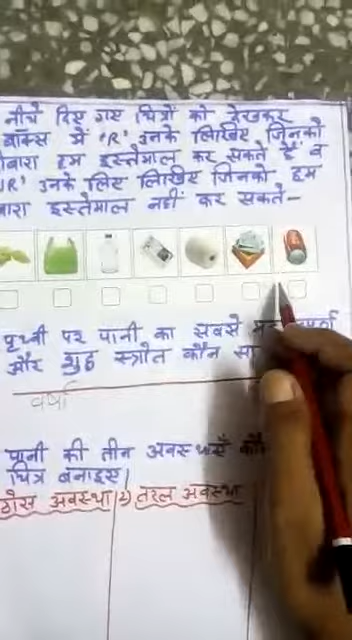 नीचे दिए गए चित्रों को देखकर
बॉक्स में 'R' उनके लिखिए जिनको
हम इस्तेमाल कर सकते हैं व
उनके लिए लिखिए जिनको हम
इस्तेमाल नहीं कर सकते-
पृथ्वी पर पानी का सबसे
और शुद्ध स्त्रोत कौन सा
वर्षा
पानी की तीन अवस्थाएँ
चित्र बनाइए।
ठोस अवस्था 2) तरल अवस्था